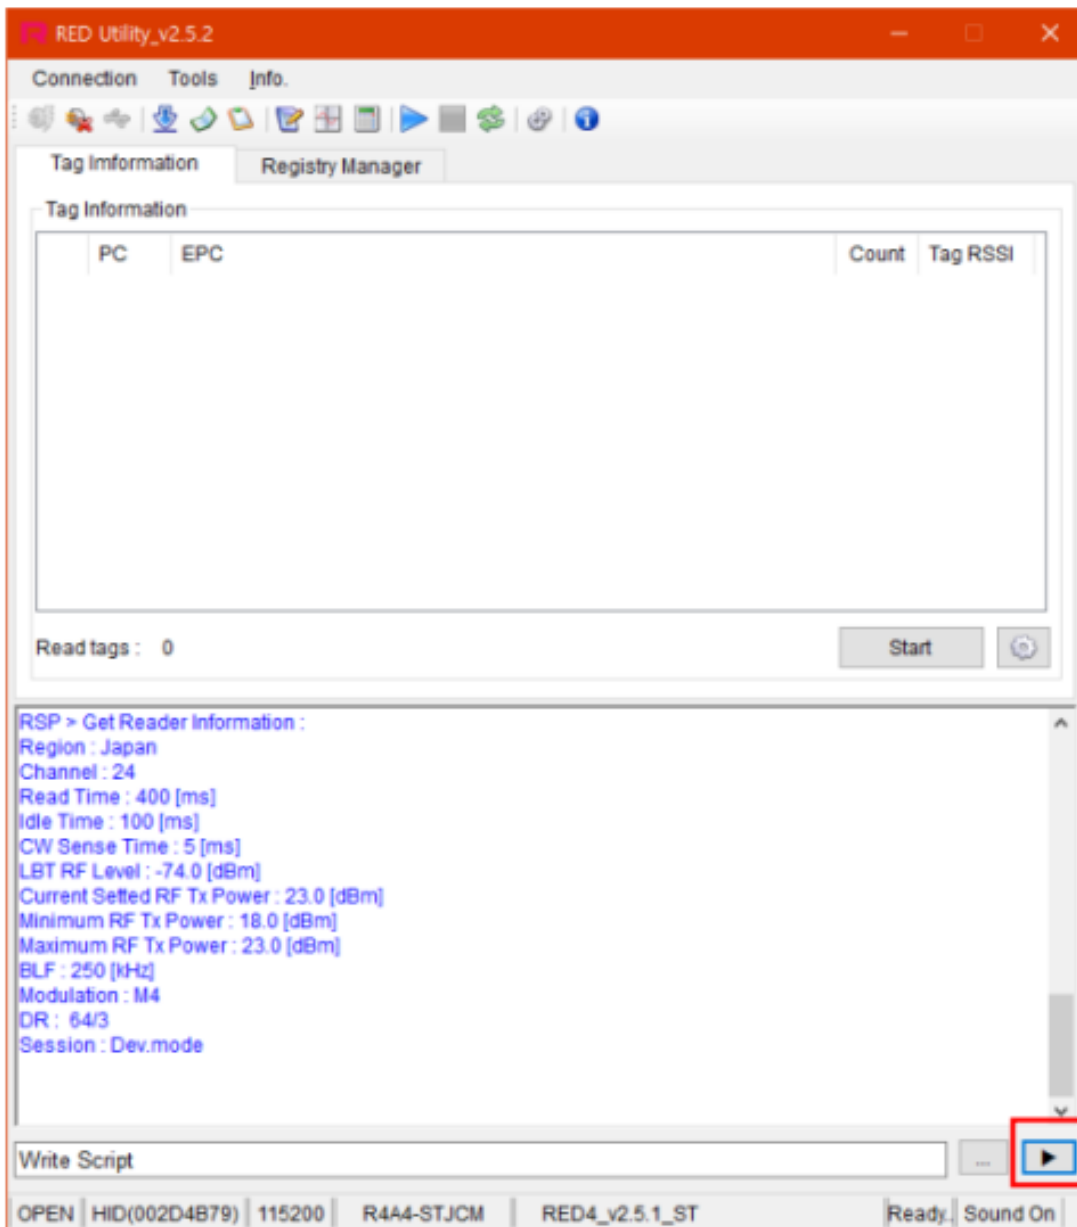 RED Utility_v2.5.2
Connection Tools Info.
Tag Imformation Registry Manager
Tag Information
PC EPC Count Tag RSSI
Read tags : 0 Start
RSP > Get Reader Information :
Region : Japan
Channel : 24
Read Time : 400 [ms]
Idle Time : 100 [ms]
CW Sense Time : 5 [ms]
LBT RF Level : -74.0 [dBm]
Current Setted RF Tx Power : 23.0 [dBm]
Minimum RF Tx Power : 18.0 [dBm]
Maximum RF Tx Power : 23.0 [dBm]
BLF : 250 [kHz]
Modulation : M4
DR : 64/3
Session : Dev.mode
Write Script ...
OPEN HID(002D4B79) 115200 R4A4-STJCM RED4_v2.5.1_ST Ready.. Sound On